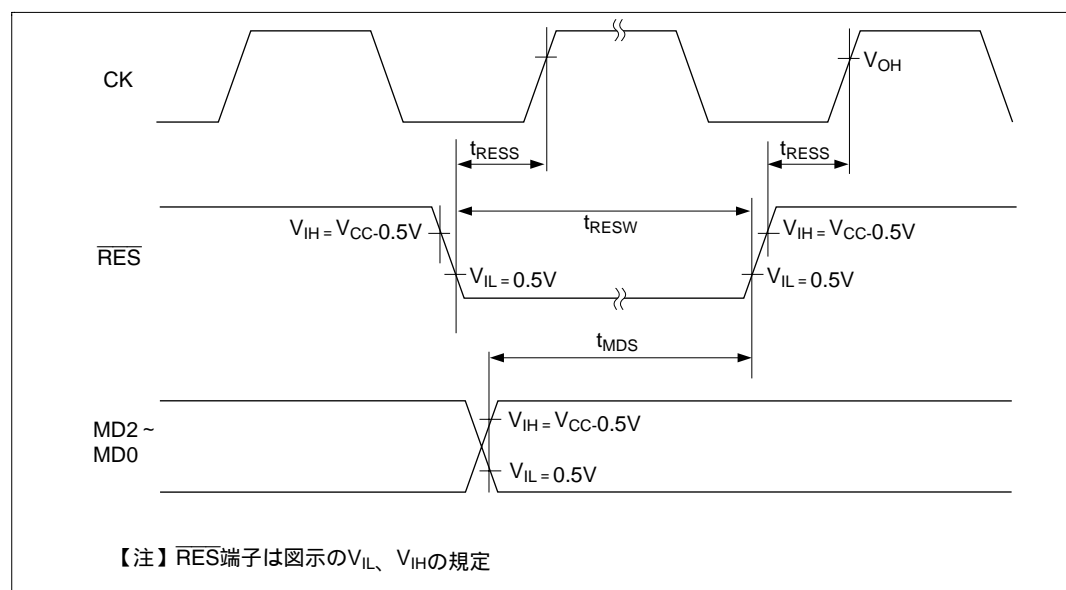 CK
VOH
tRESS
tRESS
VIH = VCC-0.5V
tRESW
VIH = VCC-0.5V
RES
VIL = 0.5V
VIL = 0.5V
tMDS
MD2 ~
MD0
VIH = VCC-0.5V
VIL = 0.5V
【注】RES端子は図示のVIL、VIHの規定